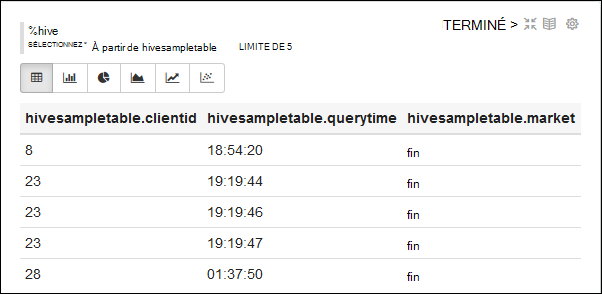 TERMINÉ >
%hive
SÉLECTIONNEZ * À partir de hivesampletable LIMITE DE 5
hivesampletable.clientid hivesampletable.querytime hivesampletable.market
8 18:54:20 fin
23 19:19:44 fin
23 19:19:46 fin
23 19:19:47 fin
28 01:37:50 fin